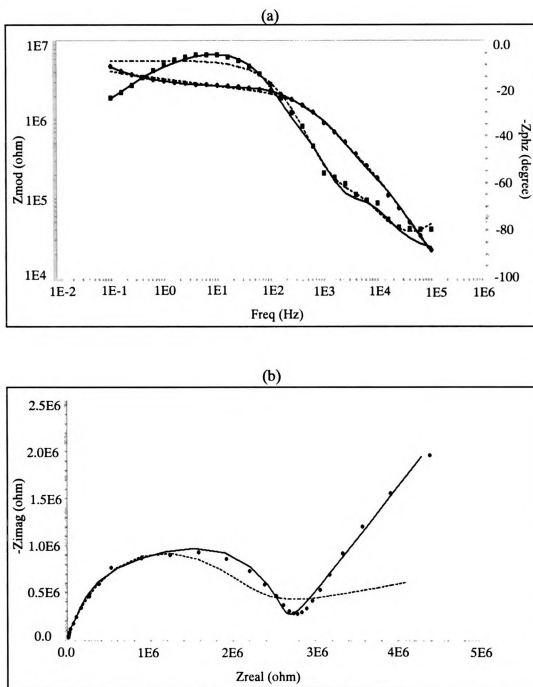 (a)
1E7
1E6
1E5
1E4
Zmod (ohm)
0.0
-20
-40
-60
-80
-100
-Zphz (degree)
1E-2 1E-1 1E0 1E1 1E2 1E3 1E4 1E5 1E6
Freq (Hz)
(b)
2.5E6
2.0E6
1.5E6
1.0E6
0.5E6
0.0
-Zimag (ohm)
0.0 1E6 2E6 3E6 4E6 5E6
Zreal (ohm)